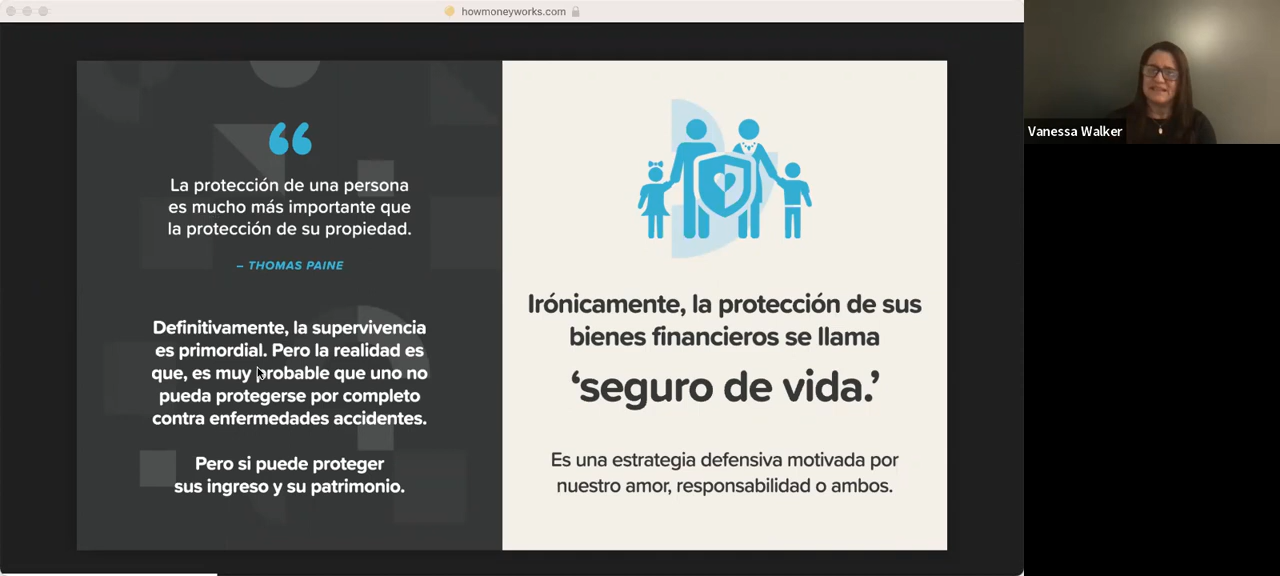 howmoneyworks.com
“
La protección de una persona
es mucho más importante que
la protección de su propiedad.
– THOMAS PAINE
Definitivamente, la supervivencia
es primordial. Pero la realidad es
que, es muy probable que uno no
pueda protegerse por completo
contra enfermedades accidentes.
Pero si puede proteger
sus ingreso y su patrimonio.
Irónicamente, la protección de sus
bienes financieros se llama
‘seguro de vida.’
Es una estrategia defensiva motivada por
nuestro amor, responsabilidad o ambos.
Vanessa Walker